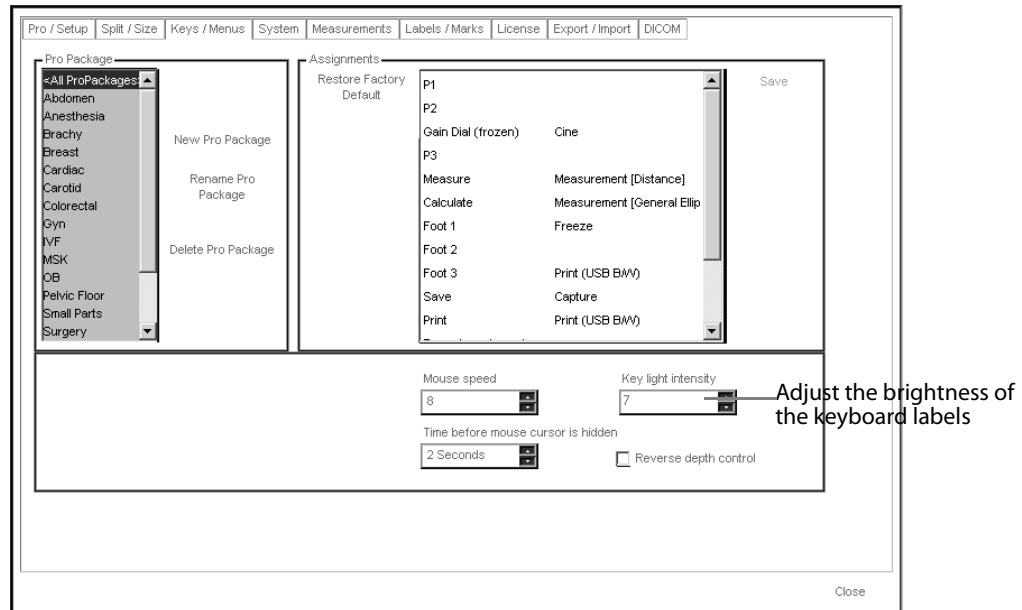 Pro / Setup Split / Size Keys / Menus System Measurements Labels / Marks License Export / Import DICOM
Pro Package
<All ProPackages>
Abdomen
Anesthesia
Brachy
Breast
Cardiac
Carotid
Colorectal
Gyn
IVF
MSK
OB
Pelvic Floor
Small Parts
Surgery
New Pro Package
Rename Pro
Package
Delete Pro Package
Assignments
Restore Factory
Default
P1
P2
Gain Dial (frozen) Cine
P3
Measure Measurement [Distance]
Calculate Measurement [General Ellip
Foot 1 Freeze
Foot 2
Foot 3 Print (USB B/W)
Save Capture
Print Print (USB B/W)
Save
Mouse speed
8
Key light intensity
7
Adjust the brightness of
the keyboard labels
Time before mouse cursor is hidden
2 Seconds
Reverse depth control
Close